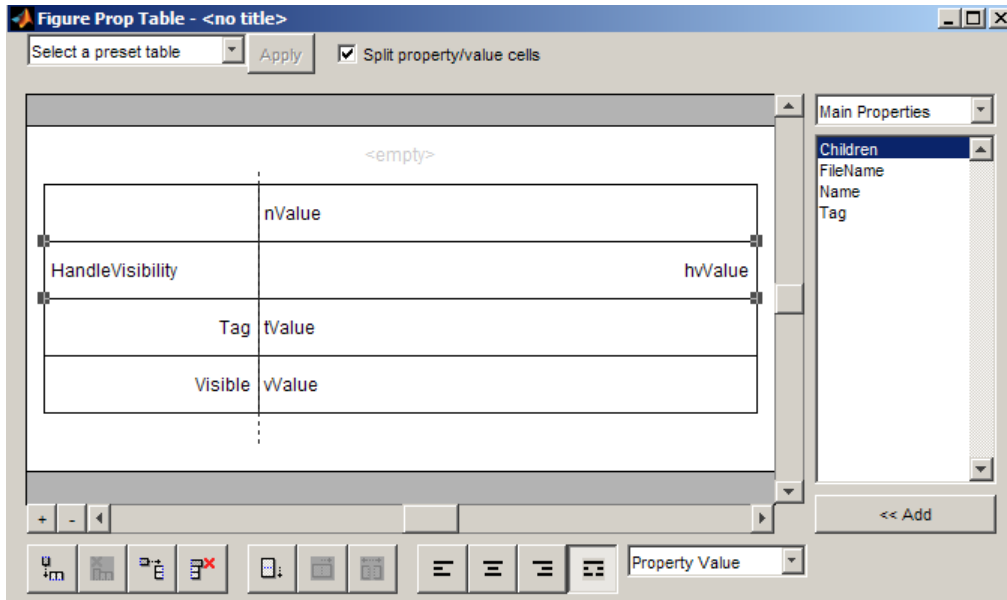 Figure Prop Table - <no title>
Select a preset table
Apply
Split property/value cells
Main Properties
<empty>
Children
FileName
Name
Tag
nValue
HandleVisibility hvValue
Tag tValue
Visible vValue
+ -
<< Add
Property Value